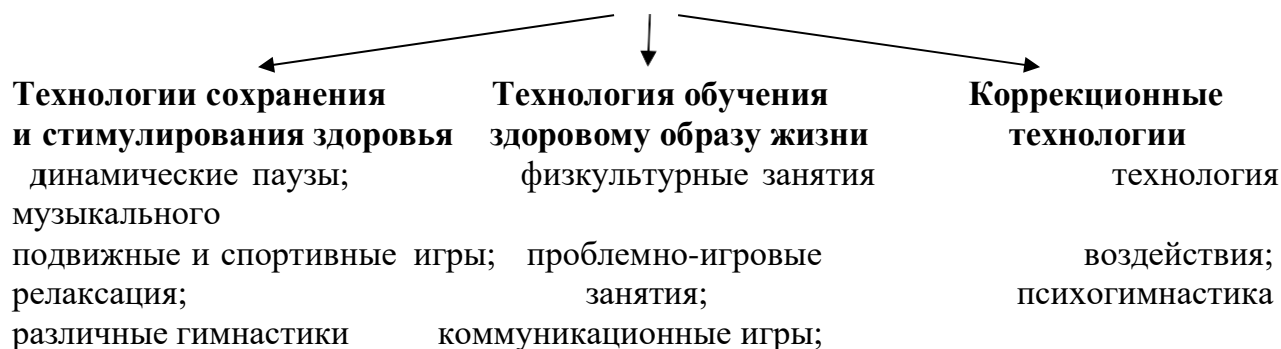 Технологии сохранения Технология обучения Коррекционные
и стимулирования здоровья здоровому образу жизни технологии
динамические паузы; физкультурные занятия технология
музыкального
подвижные и спортивные игры; проблемно-игровые воздействия;
релаксация; занятия; психогимнастика
различные гимнастики коммуникационные игры;